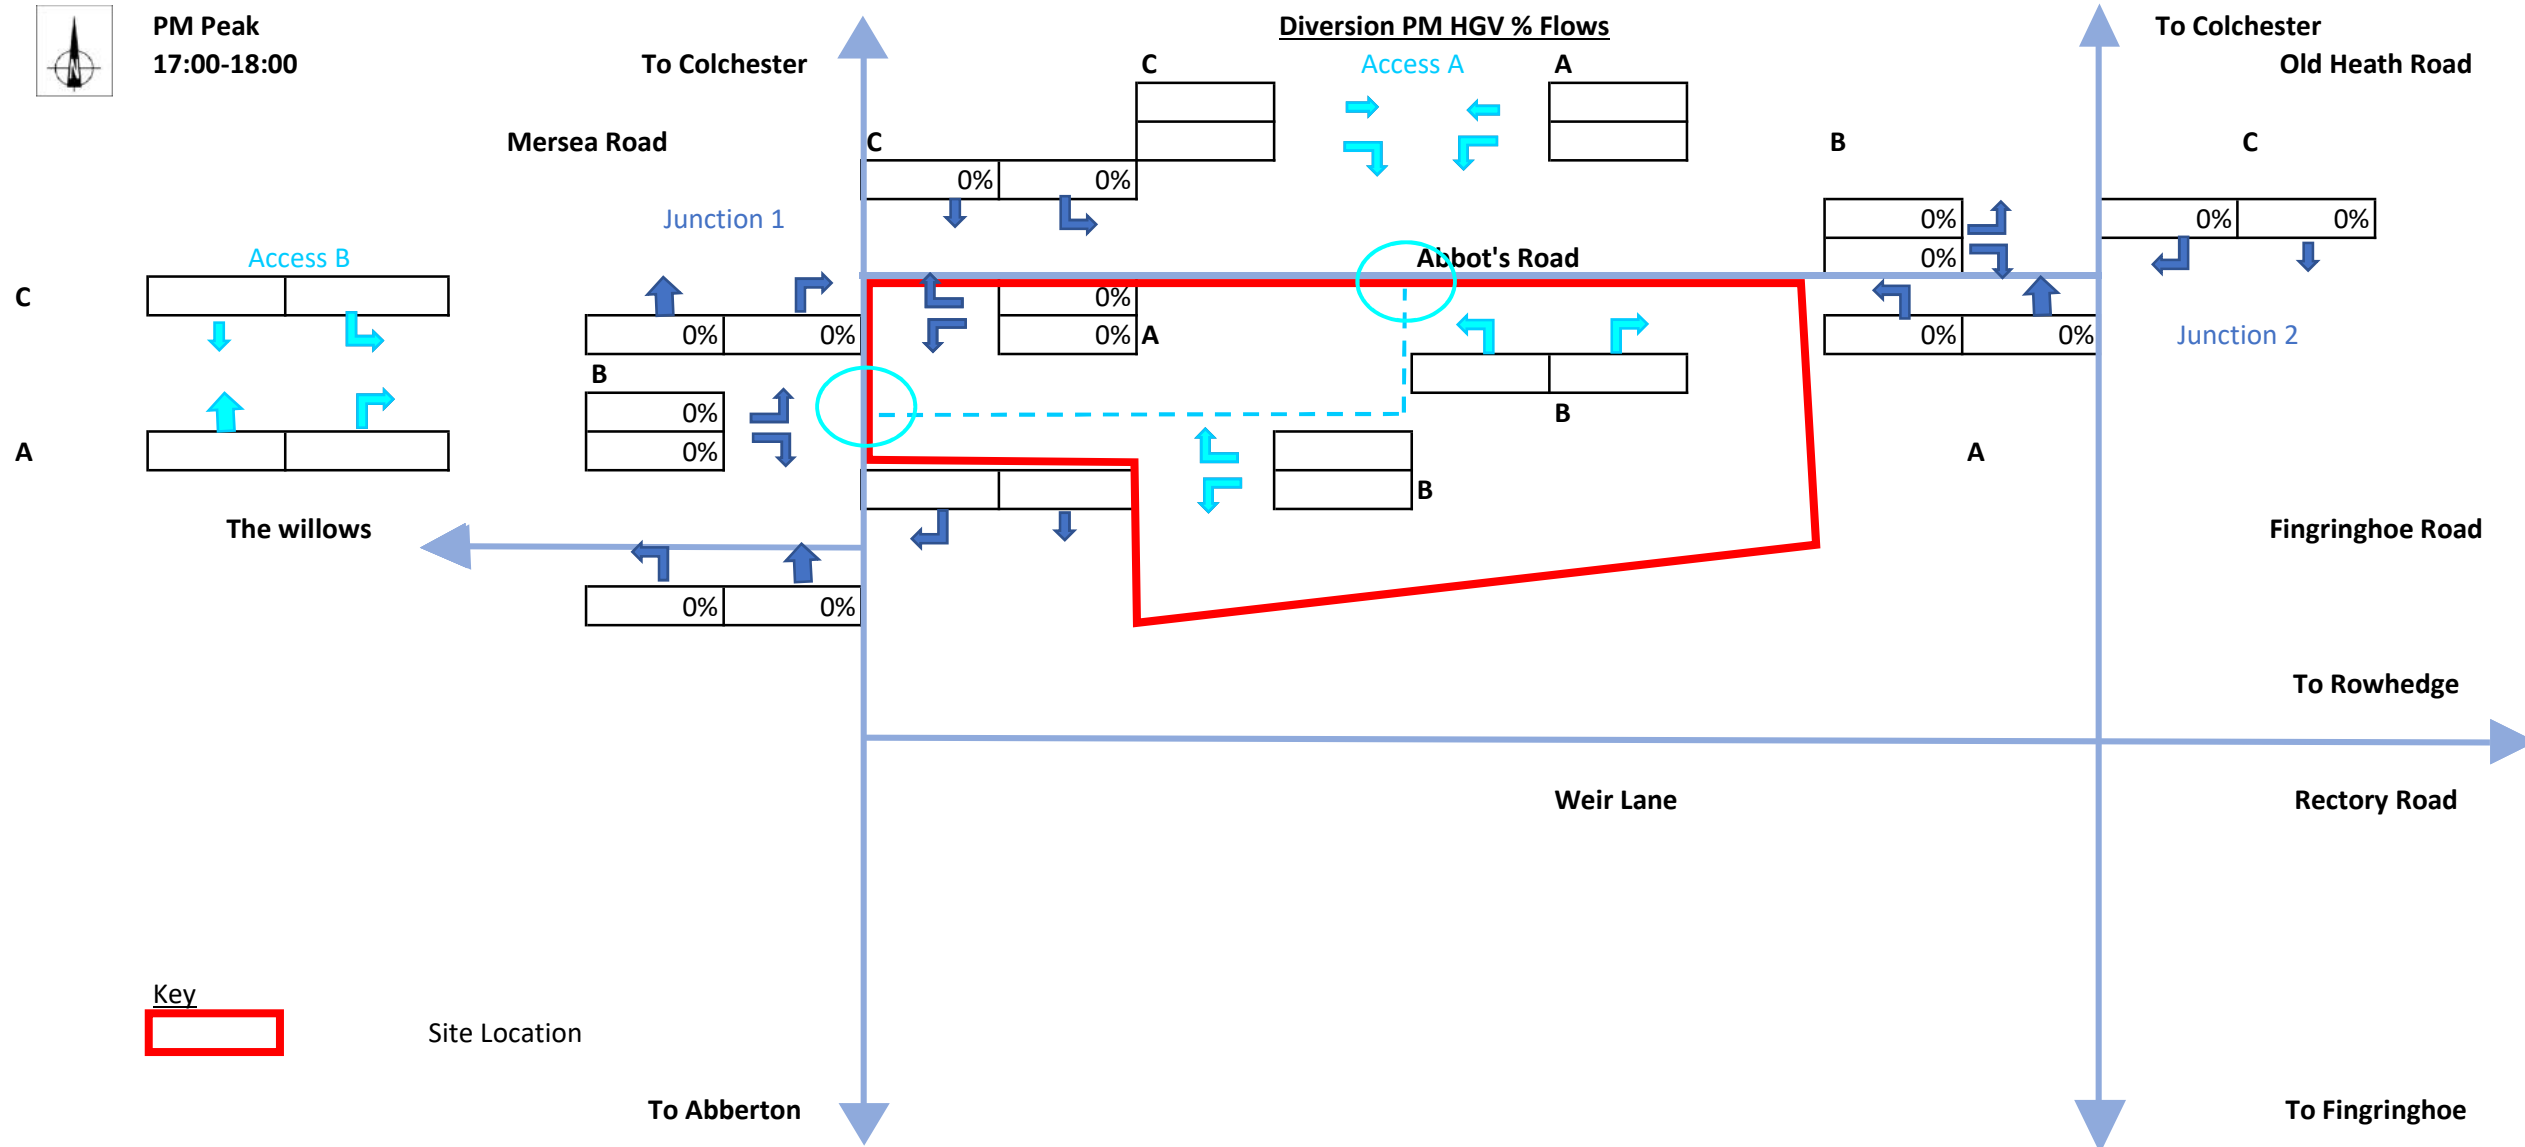 PM Peak
17:00-18:00
Diversion PM HGV % Flows
To Colchester
To Colchester
Old Heath Road
C
Access A
A
Mersea Road
C
B
C
0% 0%
Junction 1
0%
0%
0% 0%
Access B
Abbot's Road
C
0%
0%
A
0% 0%
0% 0%
Junction 2
B
0%
0%
B
A
A
B
The willows
Fingringhoe Road
0% 0%
To Rowhedge
Weir Lane
Rectory Road
Key
Site Location
To Abberton
To Fingringhoe